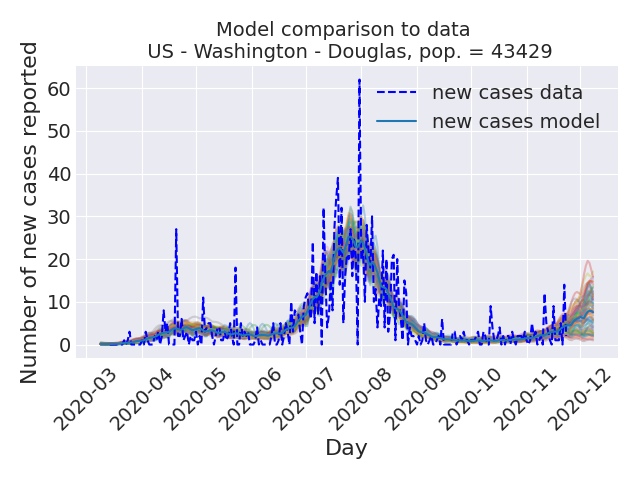 Model comparison to data
US - Washington - Douglas, pop. = 43429
Number of new cases reported
60
50
40
30
20
10
0
new cases data
new cases model
2020-03
2020-04
2020-05
2020-06
2020-07
2020-08
2020-09
2020-10
2020-11
2020-12
Day